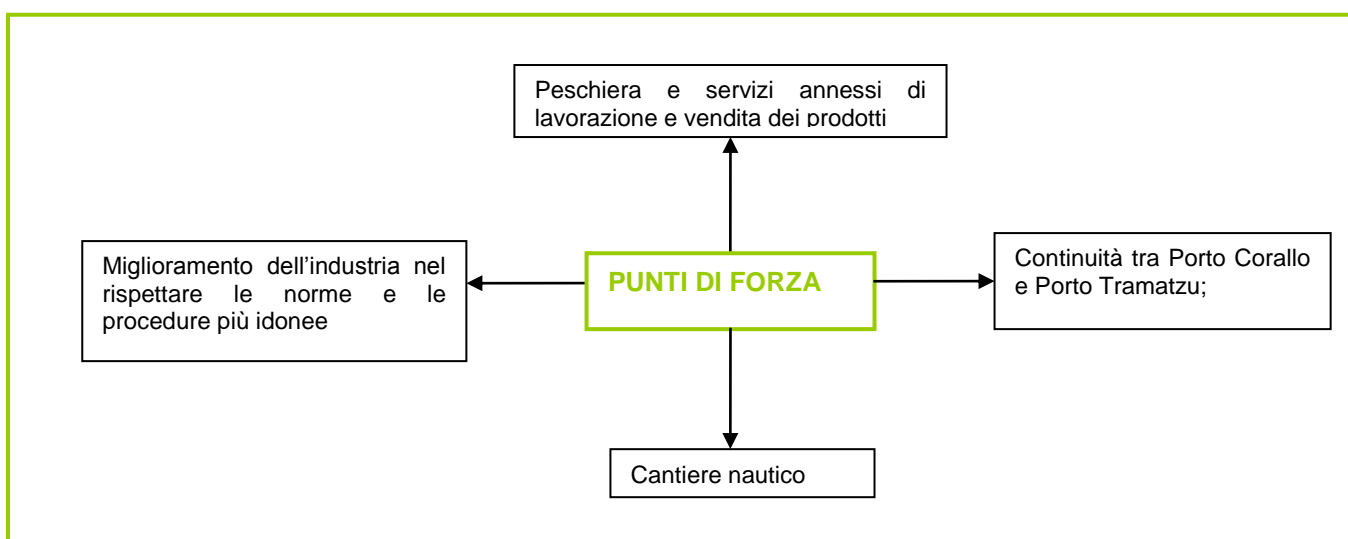 Peschiera e servizi annessi di
lavorazione e vendita dei prodotti
Miglioramento dell’industria nel
rispettare le norme e le
procedure più idonee
PUNTI DI FORZA
Continuità tra Porto Corallo
e Porto Tramatzu;
Cantiere nautico